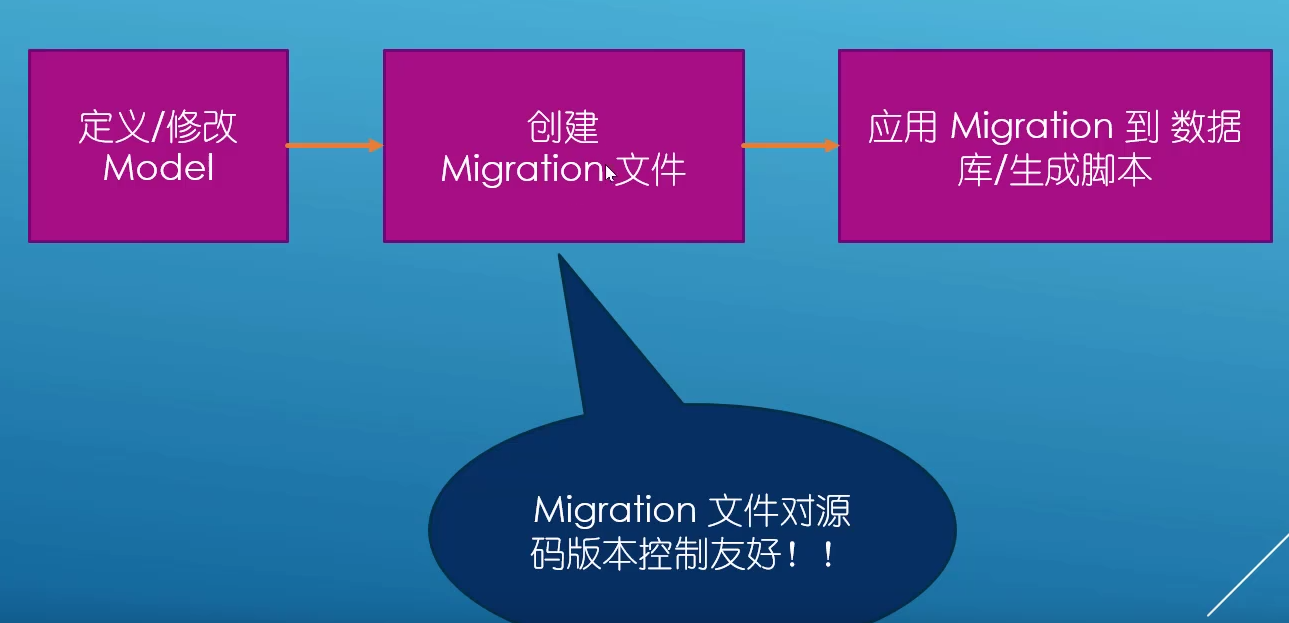 定义/修改
Model
创建
Migration 文件
应用 Migration 到 数据
库/生成脚本
Migration 文件对源
码版本控制友好！！